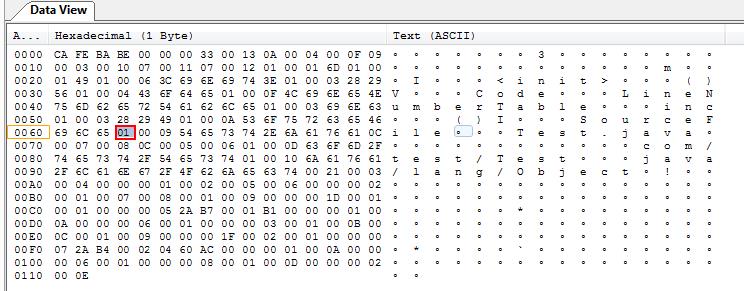 Data View
A... Hexadecimal (1 Byte) Text (ASCII)
0000 CA FE BA BE 00 00 00 33 00 13 0A 00 04 00 0F 09 ∘ ∘ ∘ ∘ ∘ ∘ ∘ 3 ∘ ∘ ∘ ∘ ∘ ∘ ∘ ∘
0010 00 03 00 10 07 00 11 07 00 12 01 00 01 6D 01 00 ∘ ∘ ∘ ∘ ∘ ∘ ∘ ∘ ∘ ∘ ∘ ∘ ∘ m ∘ ∘
0020 01 49 01 00 06 3C 69 6E 69 74 3E 01 00 03 28 29 ∘ I ∘ ∘ ∘ < i n i t > ∘ ∘ ∘ ( )
0030 56 01 00 04 43 6F 64 65 01 00 0F 4C 69 6E 65 4E V ∘ ∘ ∘ C o d e ∘ ∘ ∘ L i n e N
0040 75 6D 62 65 72 54 61 62 6C 65 01 00 03 69 6E 63 u m b e r T a b l e ∘ ∘ ∘ i n c
0050 01 00 03 28 29 49 01 00 0A 53 6F 75 72 63 65 46 ∘ ∘ ∘ ( ) I ∘ ∘ ∘ S o u r c e F
0060 69 6C 65 01 00 09 54 65 73 74 2E 6A 61 76 61 0C i l e ∘ ∘ ∘ T e s t . j a v a ∘
0070 00 07 00 08 0C 00 05 00 06 01 00 0D 63 6F 6D 2F ∘ ∘ ∘ ∘ ∘ ∘ ∘ ∘ ∘ ∘ ∘ ∘ c o m /
0080 74 65 73 74 2F 54 65 73 74 01 00 10 6A 61 76 61 t e s t / T e s t ∘ ∘ ∘ j a v a
0090 2F 6C 61 6E 67 2F 4F 62 6A 65 63 74 00 21 00 03 / l a n g / O b j e c t ∘ ! ∘ ∘
00A0 00 04 00 00 00 01 00 02 00 05 00 06 00 00 00 02 ∘ ∘ ∘ ∘ ∘ ∘ ∘ ∘ ∘ ∘ ∘ ∘ ∘ ∘ ∘ ∘
00B0 00 01 00 07 00 08 00 01 00 09 00 00 00 1D 00 01 ∘ ∘ ∘ ∘ ∘ ∘ ∘ ∘ ∘ ∘ ∘ ∘ ∘ ∘ ∘ ∘
00C0 00 01 00 00 00 05 2A B7 00 01 B1 00 00 00 01 00 ∘ ∘ ∘ ∘ ∘ ∘ * ∘ ∘ ∘ ∘ ∘ ∘ ∘ ∘ ∘
00D0 0A 00 00 00 06 00 01 00 00 00 03 00 01 00 0B 00 ∘ ∘ ∘ ∘ ∘ ∘ ∘ ∘ ∘ ∘ ∘ ∘ ∘ ∘ ∘ ∘
00E0 0C 00 01 00 09 00 00 00 1F 00 02 00 01 00 00 00 ∘ ∘ ∘ ∘ ∘ ∘ ∘ ∘ ∘ ∘ ∘ ∘ ∘ ∘ ∘ ∘
00F0 07 2A B4 00 02 04 60 AC 00 00 00 01 00 0A 00 00 ∘ * ∘ ∘ ∘ ∘ ` ∘ ∘ ∘ ∘ ∘ ∘ ∘ ∘ ∘
0100 00 06 00 01 00 00 00 08 00 01 00 0D 00 00 00 02 ∘ ∘ ∘ ∘ ∘ ∘ ∘ ∘ ∘ ∘ ∘ ∘ ∘ ∘ ∘ ∘
0110 00 0E ∘ ∘